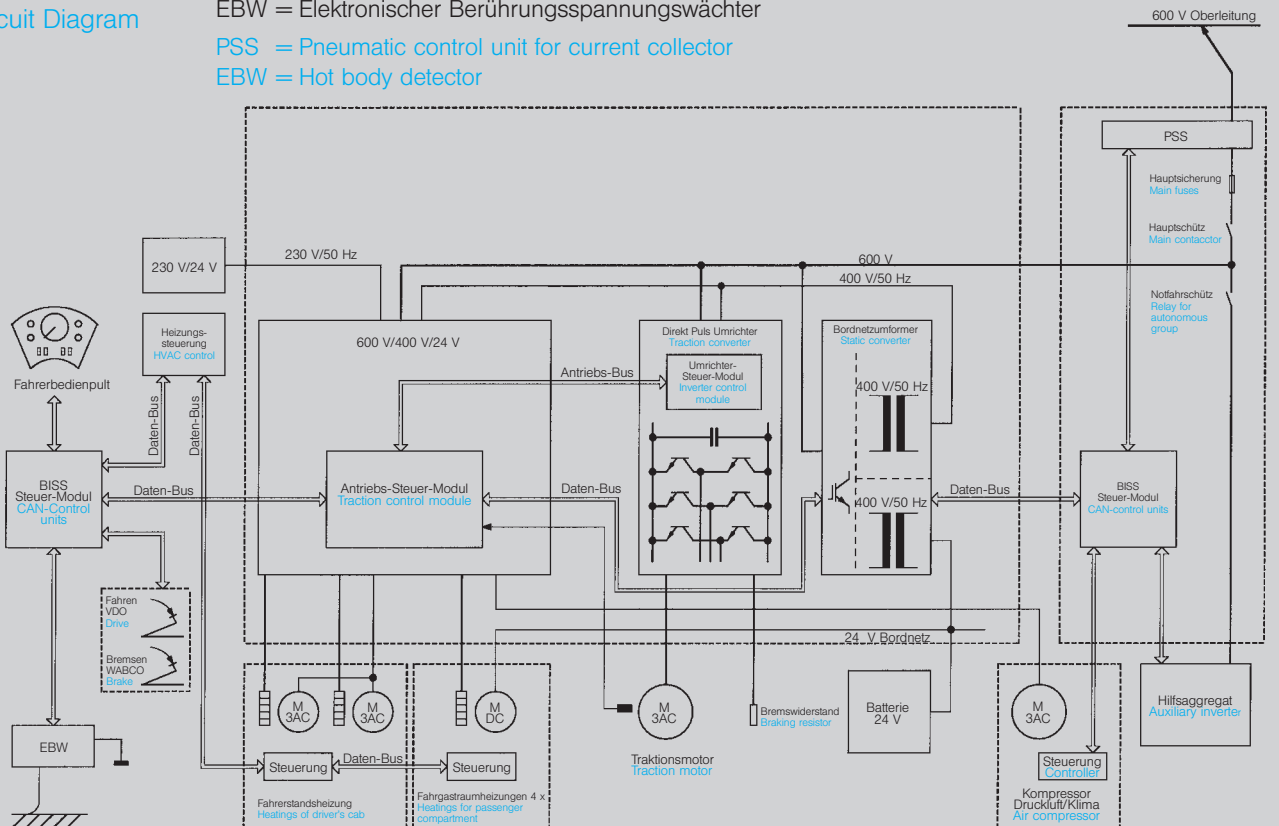 cuit Diagram
EBW = Elektronischer Berührungsspannungswächter
PSS = Pneumatic control unit for current collector
EBW = Hot body detector
600 V Oberleitung
PSS
Hauptsicherung
Main fuses
Hauptschütz
Main contacctor
Notfahrschütz
Relay for
autonomous
group
230 V/24 V
230 V/50 Hz
600 V
400 V/50 Hz
Heizungs-
steuerung
HVAC control
600 V/400 V/24 V
Direkt Puls Umrichter
Traction converter
Umrichter-
Steuer-Modul
Inverter control
module
Bordnetzumformer
Static converter
400 V/50 Hz
400 V/50 Hz
Fahrerbedienpult
Antriebs-Bus
Daten-Bus
Daten-Bus
BISS
Steuer-Modul
CAN-Control
units
Daten-Bus
Antriebs-Steuer-Modul
Traction control module
Daten-Bus
Daten-Bus
BISS
Steuer-Modul
CAN-control units
Fahren
VDO
Drive
Bremsen
WABCO
Brake
24 V Bordnetz
M
3AC
M
3AC
M
DC
M
3AC
Bremswiderstand
Braking resistor
Batterie
24 V
M
3AC
Hilfsaggregat
Auxiliary inverter
EBW
Steuerung
Daten-Bus
Steuerung
Traktionsmotor
Traction motor
Steuerung
Controller
Fahrerstandsheizung
Heatings of driver's cab
Fahrgastraumheizungen 4 x
Heatings for passenger
compartment
Kompressor
Druckluft/Klima
Air compressor